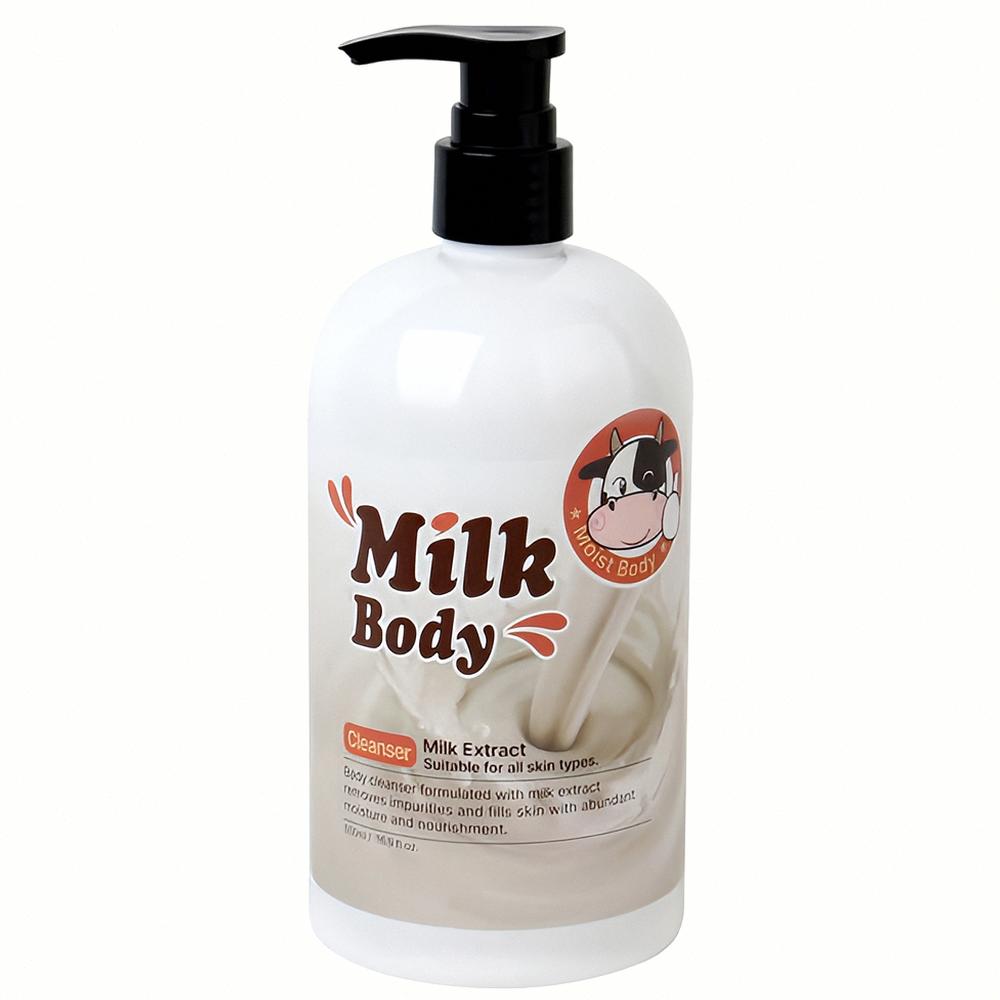 Moist Body
Milk
Body
Cleanser
Milk Extract
Suitable for all skin types.
Body cleanser formulated with milk extract
removes impurities and fills skin with abundant
moisture and nourishment.